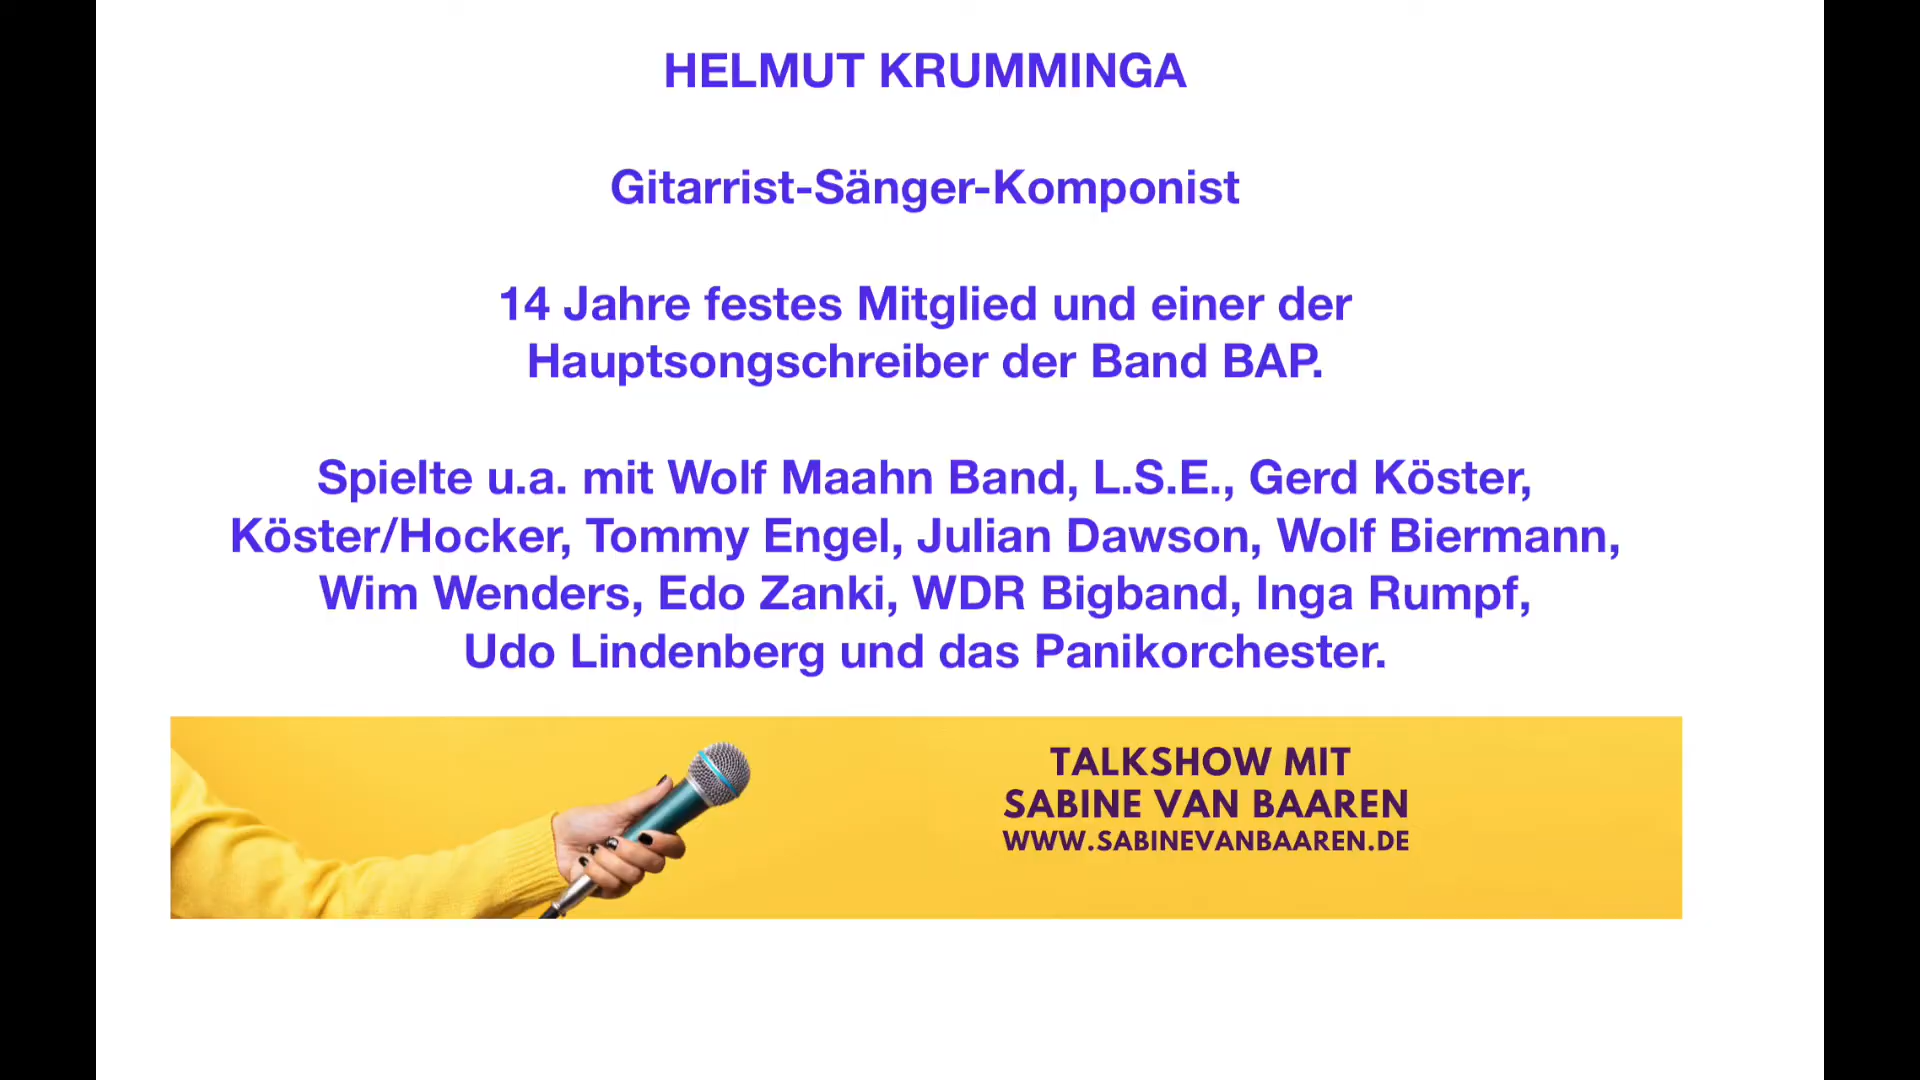 HELMUT KRUMMINGA
Gitarrist-Sänger-Komponist
14 Jahre festes Mitglied und einer der
Hauptsongschreiber der Band BAP.
Spielte u.a. mit Wolf Maahn Band, L.S.E., Gerd Köster,
Köster/Hocker, Tommy Engel, Julian Dawson, Wolf Biermann,
Wim Wenders, Edo Zanki, WDR Bigband, Inga Rumpf,
Udo Lindenberg und das Panikorchester.
TALKSHOW MIT
SABINE VAN BAAREN
WWW.SABINEVANBAAREN.DE